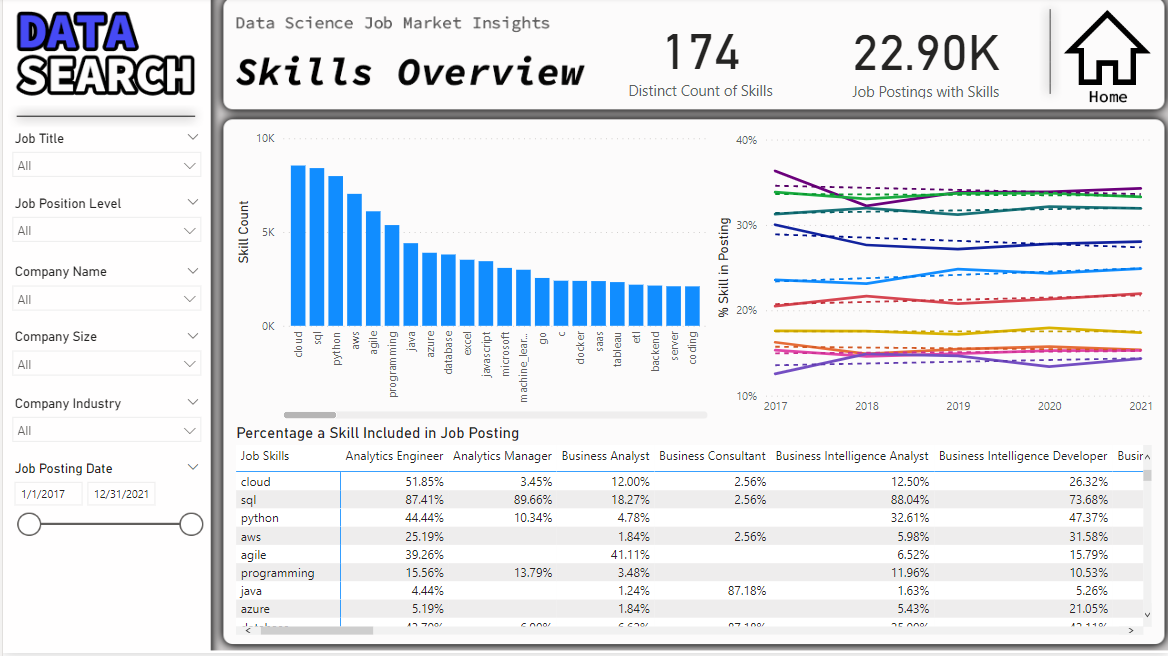 DATA
SEARCH
Data Science Job Market Insights
Skills Overview
174
Distinct Count of Skills
22.90K
Job Postings with Skills
Home
Job Title
All
Job Position Level
All
Company Name
All
Company Size
All
Company Industry
All
Job Posting Date
1/1/2017 12/31/2021
Skill Count
10K
5K
0K
cloud
sql
python
aws
agile
programming
java
azure
database
excel
javascript
microsoft
machine_lear...
go
c
docker
saas
tableau
etl
backend
server
coding
% Skill in Posting
40%
30%
20%
10%
2017 2018 2019 2020 2021
Percentage a Skill Included in Job Posting
Job Skills Analytics Engineer Analytics Manager Business Analyst Business Consultant Business Intelligence Analyst Business Intelligence Developer Busir
cloud 51.85% 3.45% 12.00% 2.56% 12.50% 26.32%
sql 87.41% 89.66% 18.27% 2.56% 88.04% 73.68%
python 44.44% 10.34% 4.78% 32.61% 47.37%
aws 25.19% 1.84% 2.56% 5.98% 31.58%
agile 39.26% 41.11% 6.52% 15.79%
programming 15.56% 13.79% 3.48% 11.96% 10.53%
java 4.44% 1.24% 87.18% 1.63% 5.26%
azure 5.19% 1.84% 5.43% 21.05%